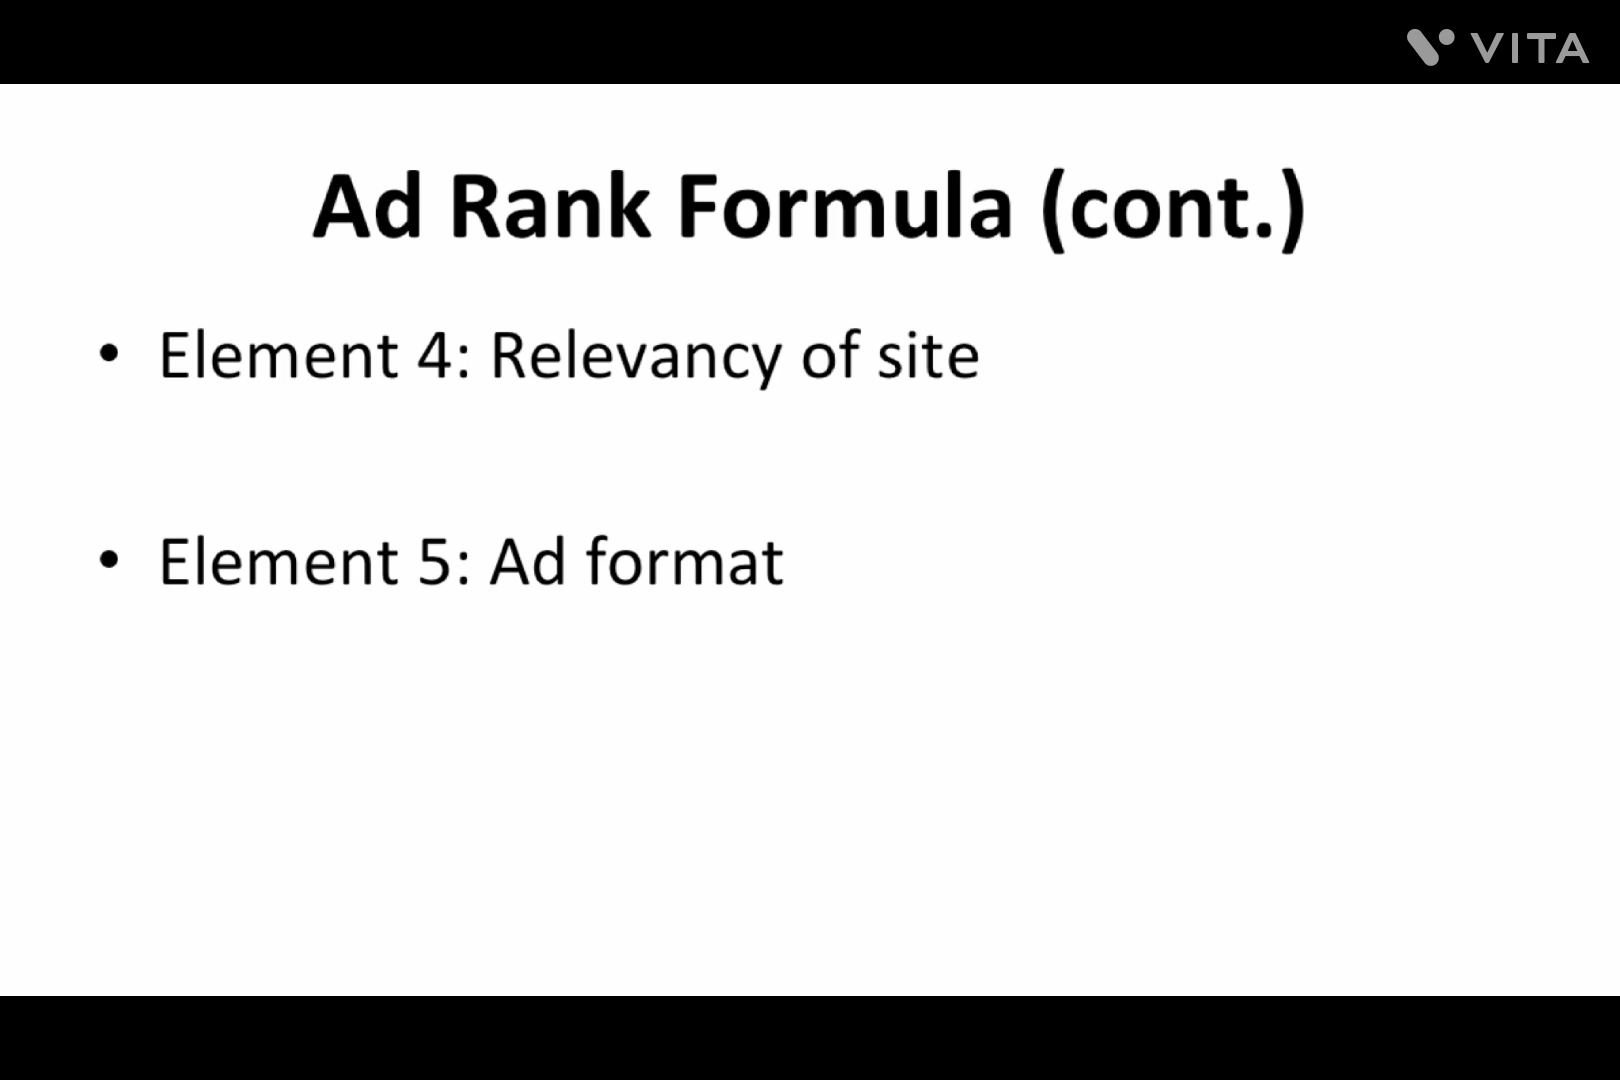 VITA
Ad Rank Formula (cont.)
• Element 4: Relevancy of site
• Element 5: Ad format